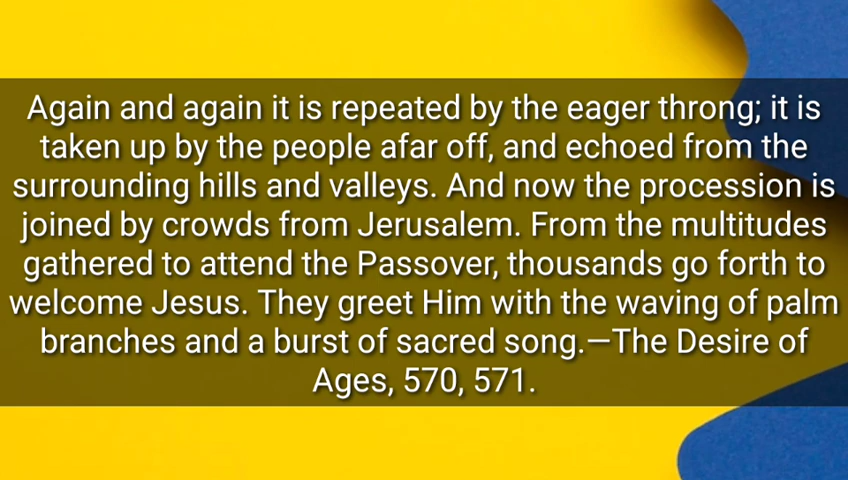 Again and again it is repeated by the eager throng; it is
taken up by the people afar off, and echoed from the
surrounding hills and valleys. And now the procession is
joined by crowds from Jerusalem. From the multitudes
gathered to attend the Passover, thousands go forth to
welcome Jesus. They greet Him with the waving of palm
branches and a burst of sacred song.—The Desire of
Ages, 570, 571.